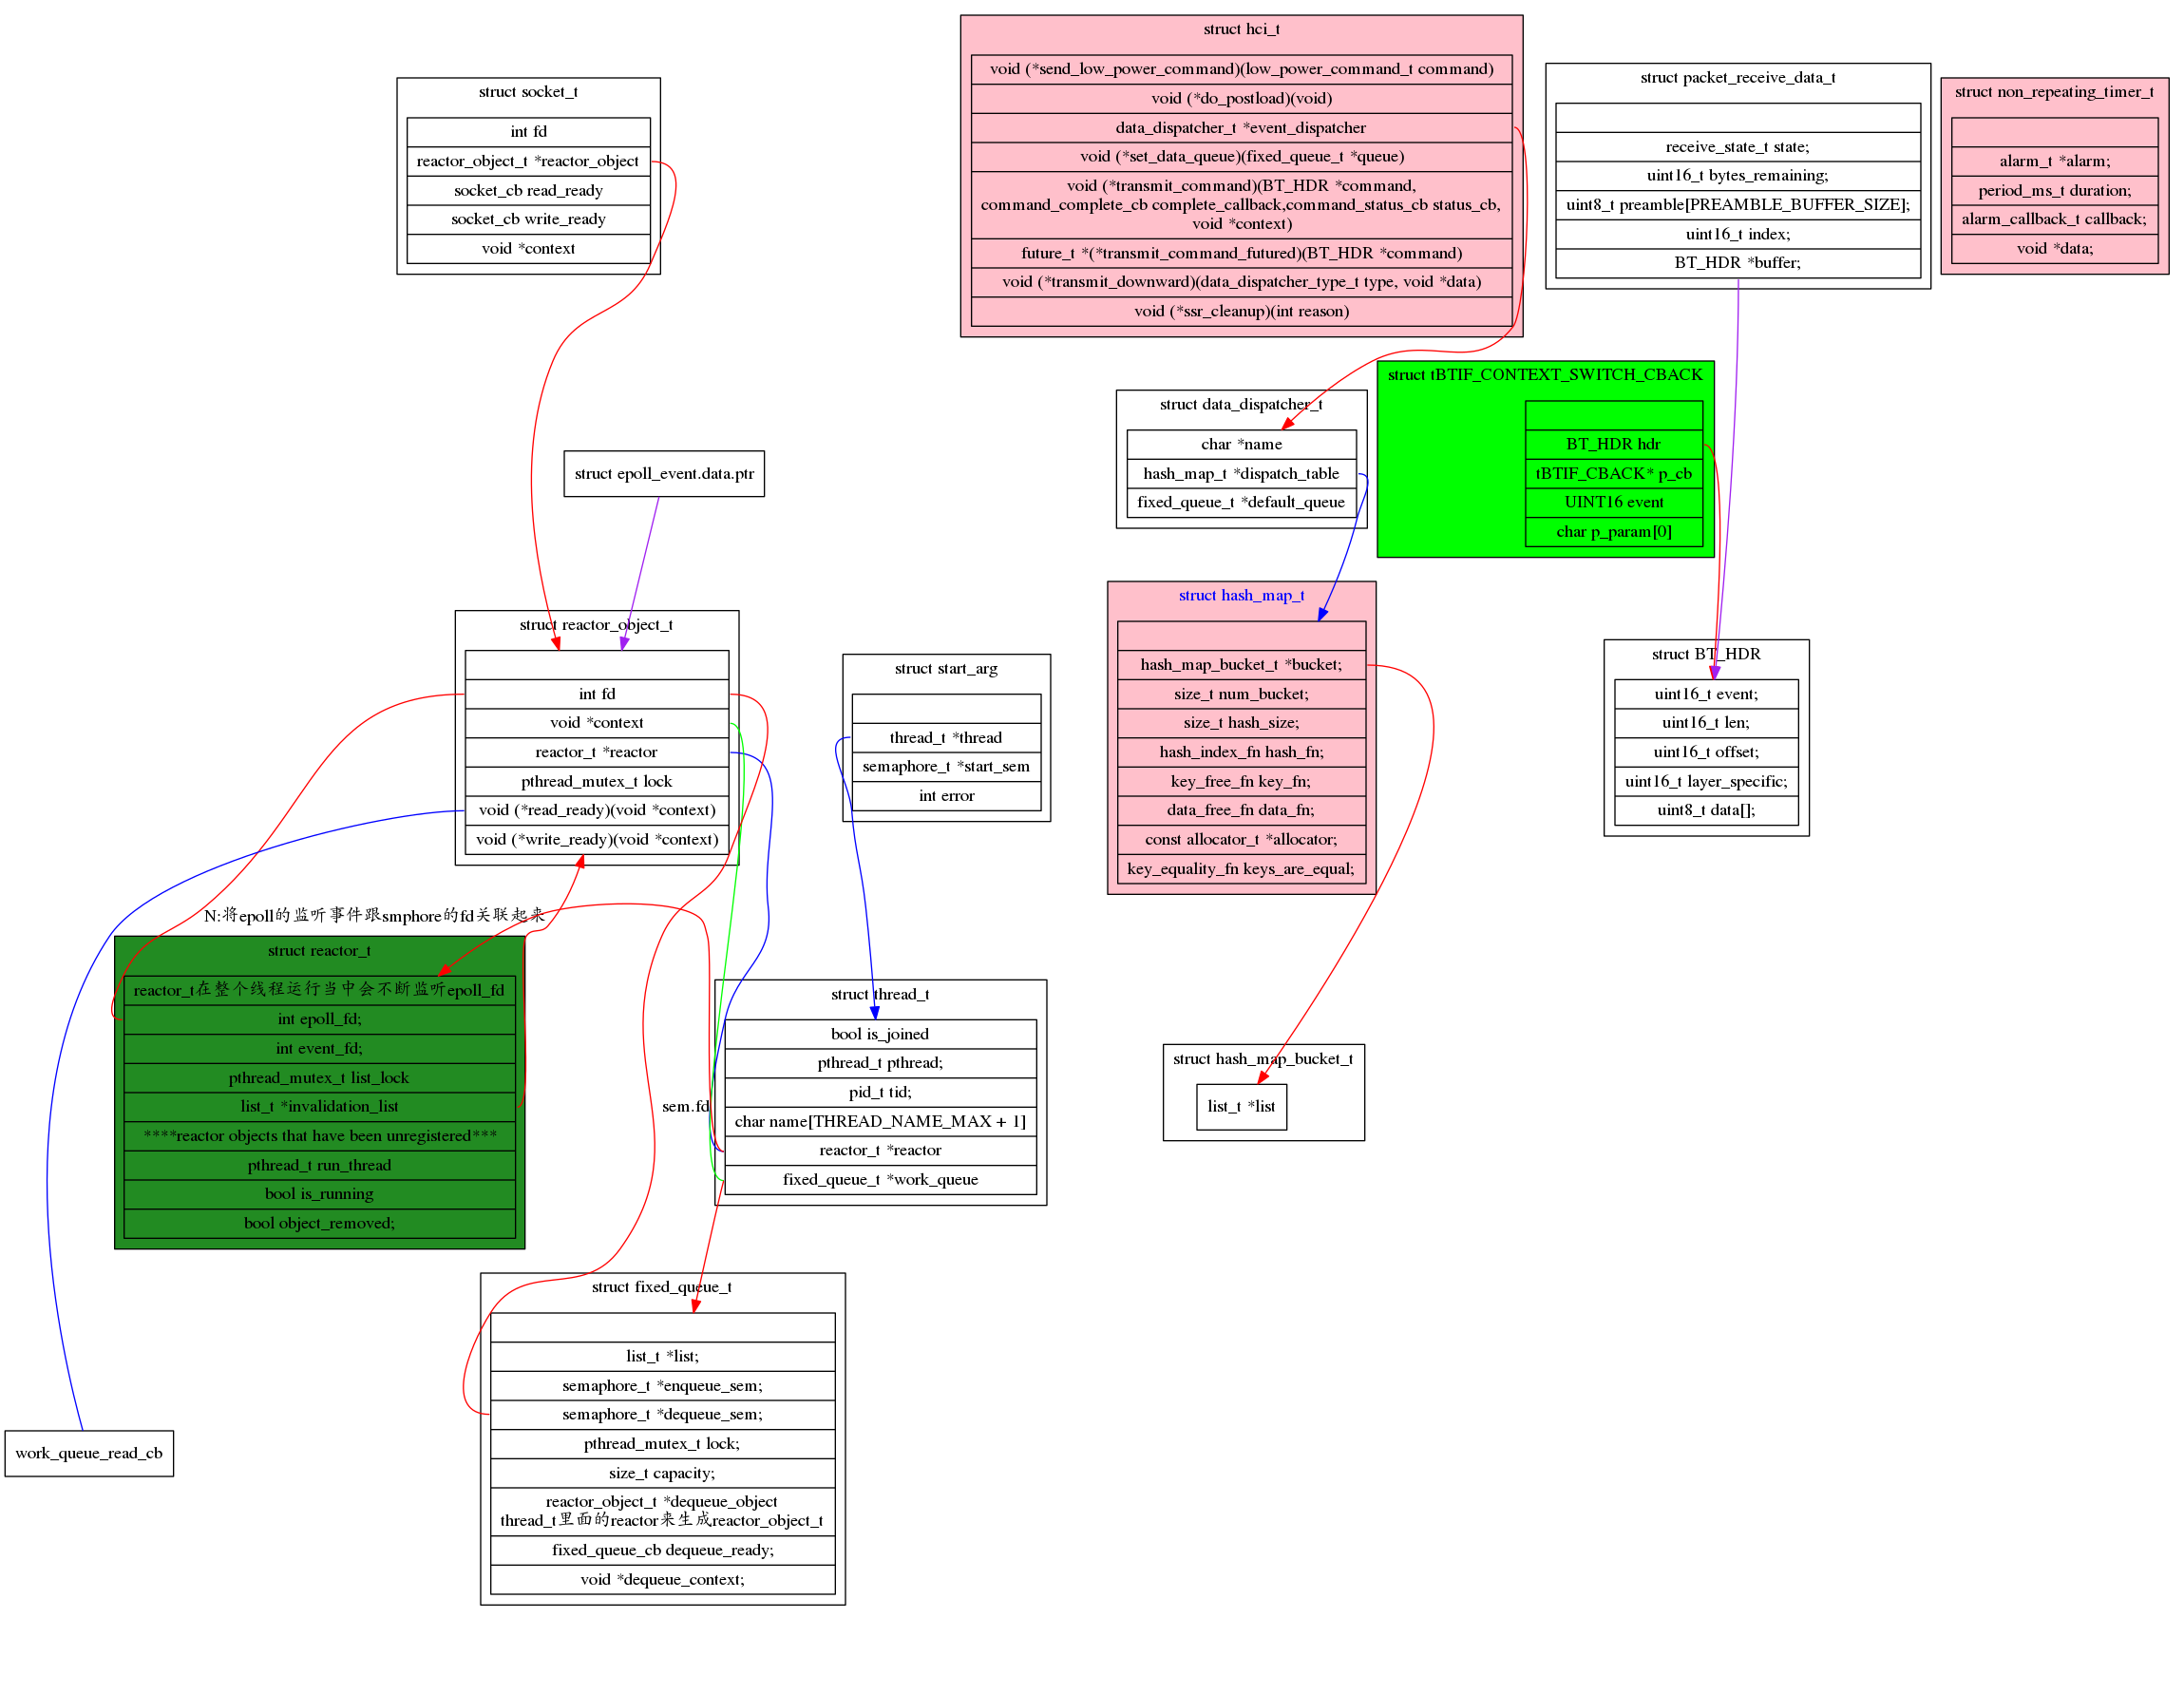 struct socket_t
int fd
reactor_object_t *reactor_object
socket_cb read_ready
socket_cb write_ready
void *context
struct hci_t
void (*send_low_power_command)(low_power_command_t command)
void (*do_postload)(void)
data_dispatcher_t *event_dispatcher
void (*set_data_queue)(fixed_queue_t *queue)
void (*transmit_command)(BT_HDR *command,
command_complete_cb complete_callback,command_status_cb status_cb,
void *context)
future_t *(*transmit_command_futured)(BT_HDR *command)
void (*transmit_downward)(data_dispatcher_type_t type, void *data)
void (*ssr_cleanup)(int reason)
struct packet_receive_data_t
receive_state_t state;
uint16_t bytes_remaining;
uint8_t preamble[PREAMBLE_BUFFER_SIZE];
uint16_t index;
BT_HDR *buffer;
struct non_repeating_timer_t
alarm_t *alarm;
period_ms_t duration;
alarm_callback_t callback;
void *data;
struct epoll_event.data.ptr
struct data_dispatcher_t
char *name
hash_map_t *dispatch_table
fixed_queue_t *default_queue
struct tBTIF_CONTEXT_SWITCH_CBACK
BT_HDR hdr
tBTIF_CBACK* p_cb
UINT16 event
char p_param[0]
struct reactor_object_t
int fd
void *context
reactor_t *reactor
pthread_mutex_t lock
void (*read_ready)(void *context)
void (*write_ready)(void *context)
struct start_arg
thread_t *thread
semaphore_t *start_sem
int error
struct hash_map_t
hash_map_bucket_t *bucket;
size_t num_bucket;
size_t hash_size;
hash_index_fn hash_fn;
key_free_fn key_fn;
data_free_fn data_fn;
const allocator_t *allocator;
key_equality_fn keys_are_equal;
struct BT_HDR
uint16_t event;
uint16_t len;
uint16_t offset;
uint16_t layer_specific;
uint8_t data[];
N:将epoll的监听事件跟smphore的fd关联起来
struct reactor_t
reactor_t在整个线程运行当中会不断监听epoll_fd
int epoll_fd;
int event_fd;
pthread_mutex_t list_lock
list_t *invalidation_list
****reactor objects that have been unregistered***
pthread_t run_thread
bool is_running
bool object_removed;
sem.fd
struct thread_t
bool is_joined
pthread_t pthread;
pid_t tid;
char name[THREAD_NAME_MAX + 1]
reactor_t *reactor
fixed_queue_t *work_queue
struct hash_map_bucket_t
list_t *list
work_queue_read_cb
struct fixed_queue_t
list_t *list;
semaphore_t *enqueue_sem;
semaphore_t *dequeue_sem;
pthread_mutex_t lock;
size_t capacity;
reactor_object_t *dequeue_object
thread_t里面的reactor来生成reactor_object_t
fixed_queue_cb dequeue_ready;
void *dequeue_context;